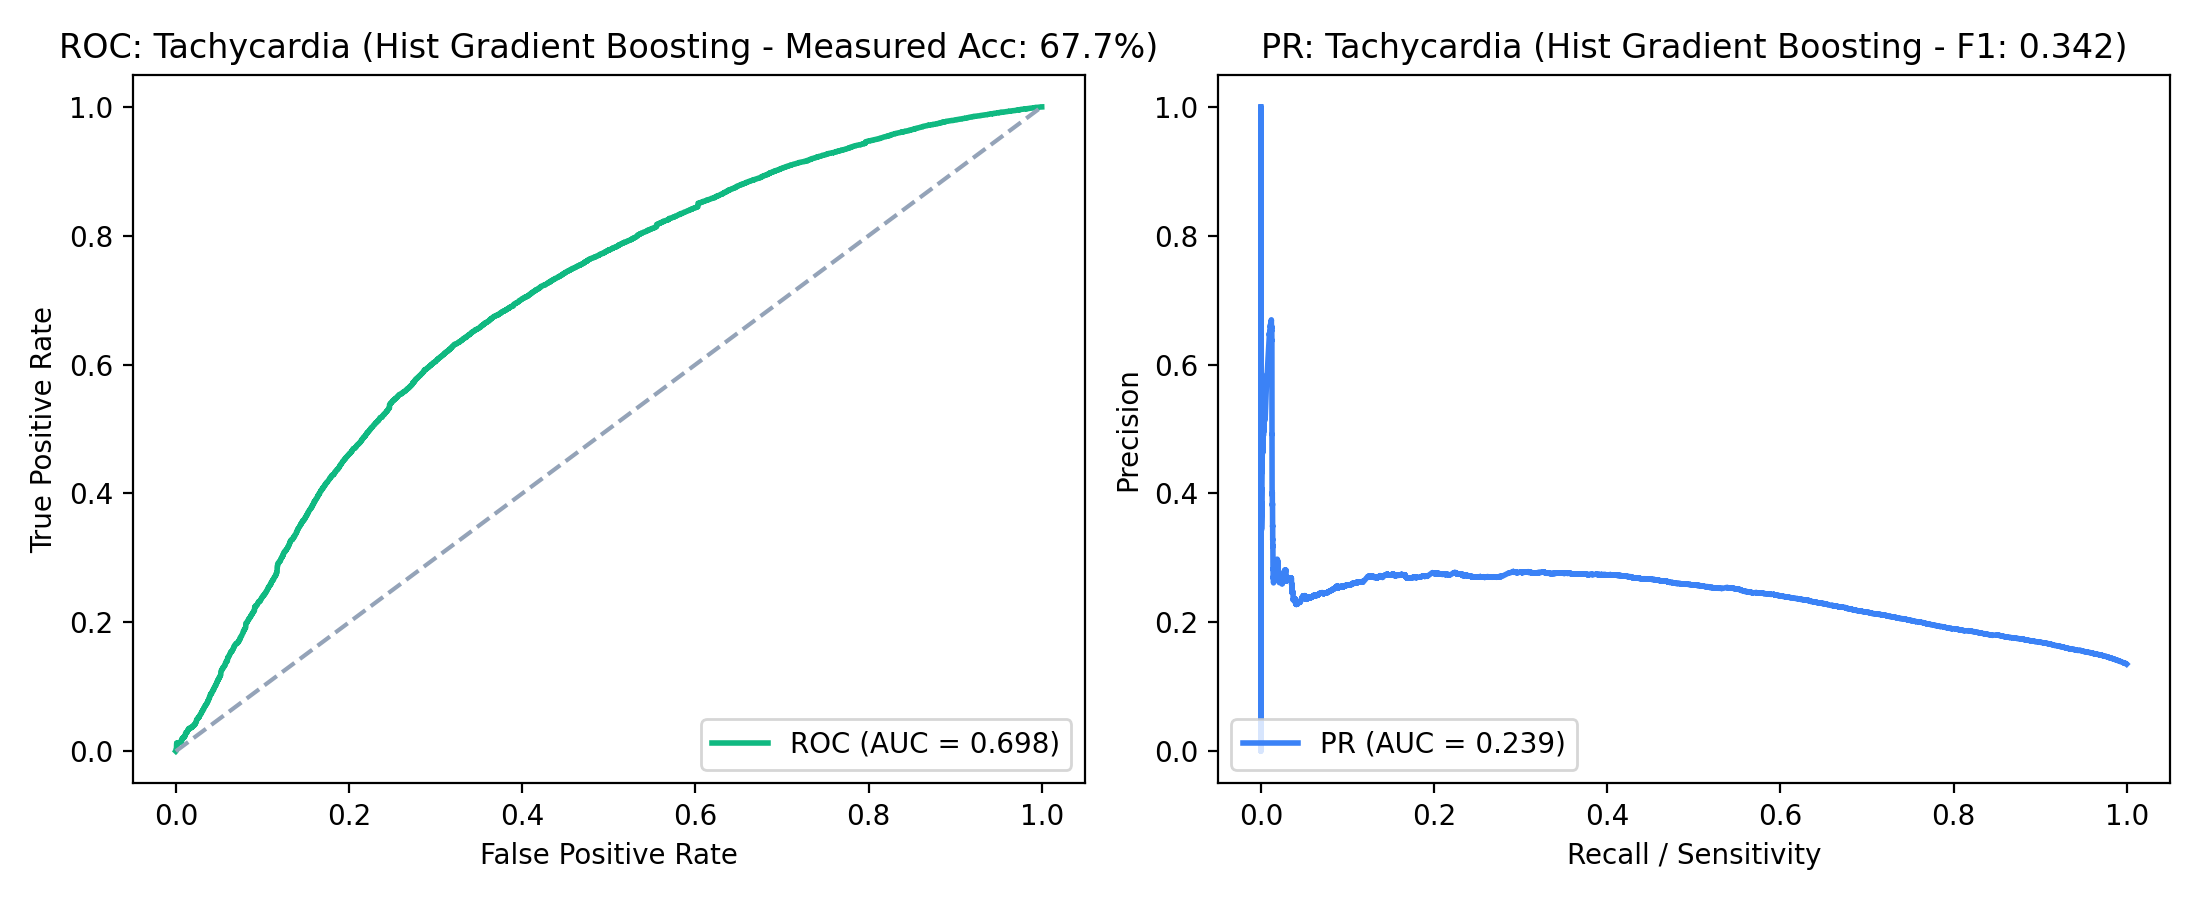 ROC: Tachycardia (Hist Gradient Boosting - Measured Acc: 67.7%)
True Positive Rate
1.0
0.8
0.6
0.4
0.2
0.0
ROC (AUC = 0.698)
0.0 0.2 0.4 0.6 0.8 1.0
False Positive Rate
PR: Tachycardia (Hist Gradient Boosting - F1: 0.342)
Precision
1.0
0.8
0.6
0.4
0.2
0.0
PR (AUC = 0.239)
0.0 0.2 0.4 0.6 0.8 1.0
Recall / Sensitivity